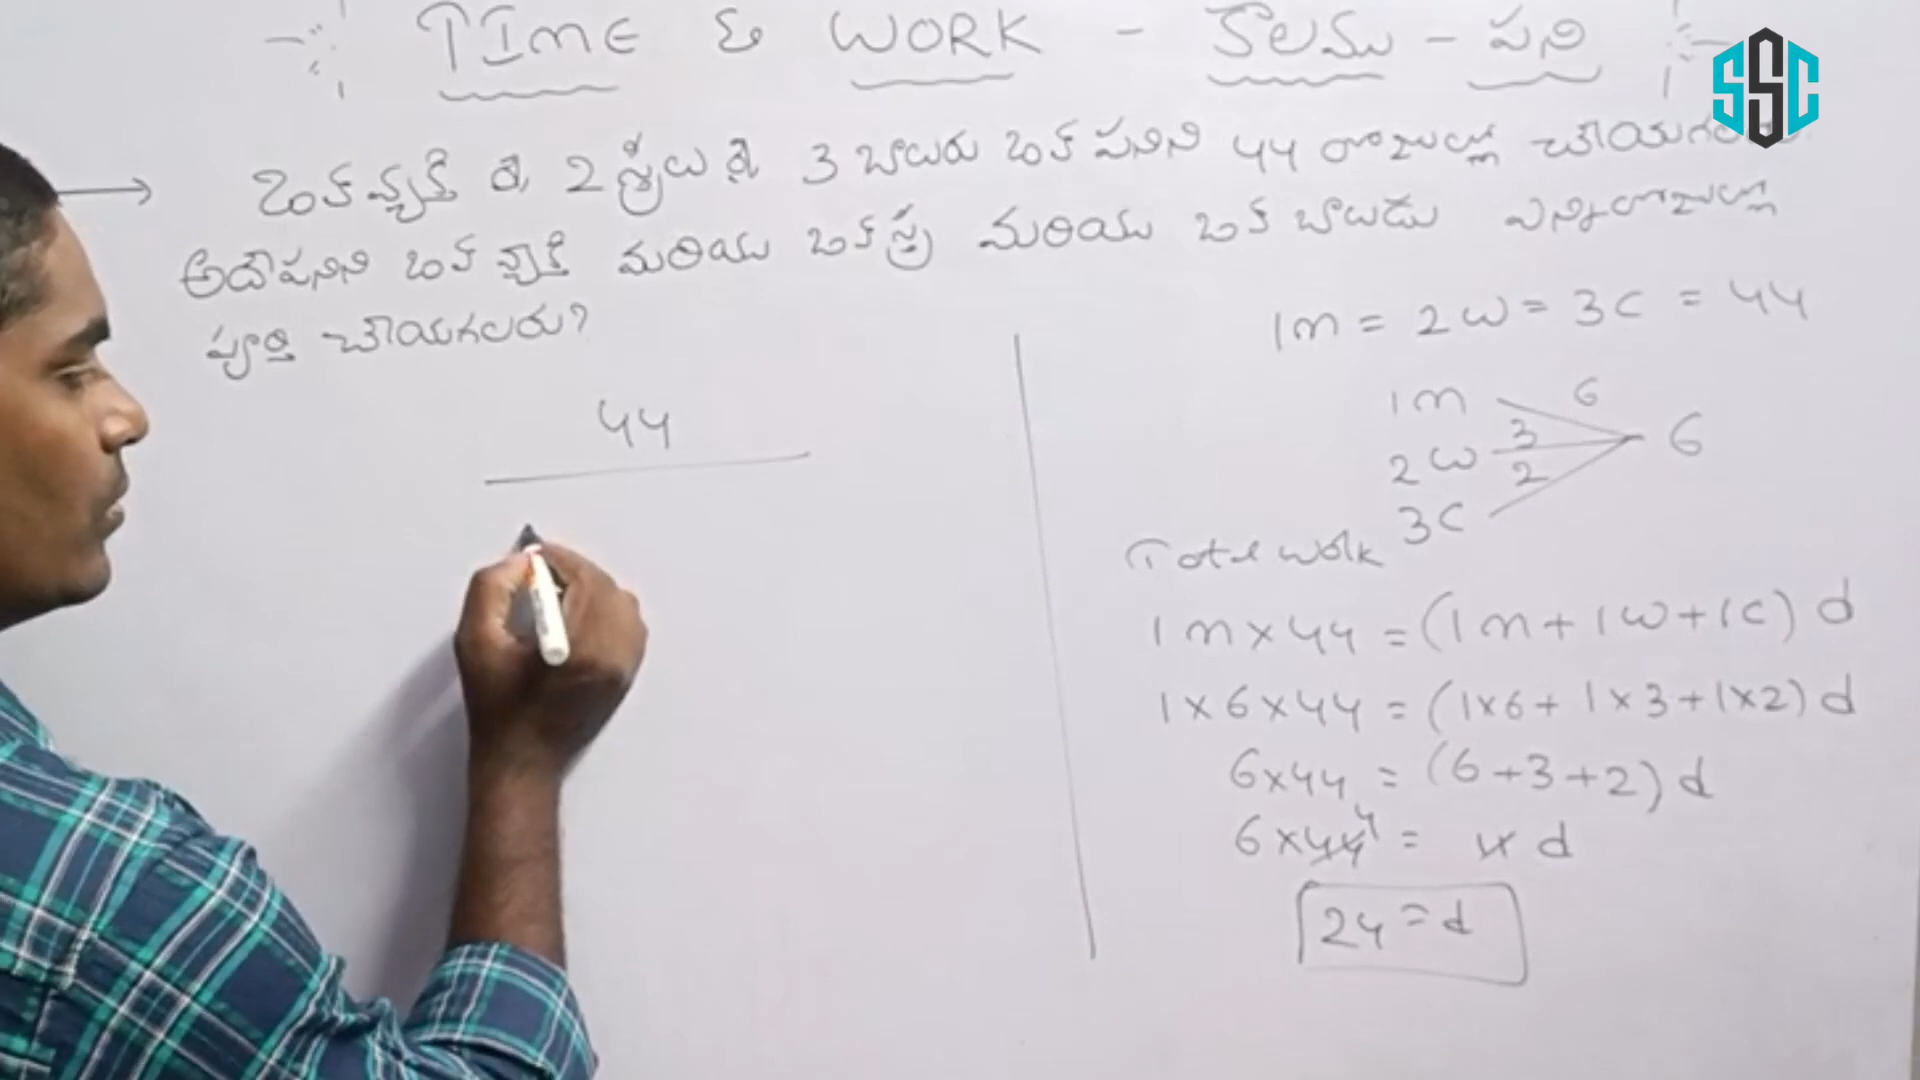 TIME & WORK - కాలము - పని
SSC
ఒక వ్యక్తి లే 2 స్త్రీలు లే 3 బాలురు ఒక పనిని 44 రోజుల్లో
అదేపనిని ఒక వ్యక్తి మరియు ఒక స్త్రీ మరియు ఒక బాలుడు ఎన్నిరోజుల్లో
పూర్తి చేయగలరు?
1m = 2w = 3c = 44
44
1m 6
2w 3 6
3c 2
Total work
1m × 44 = (1m + 1w + 1c) d
1×6×44 = (1×6 + 1×3 + 1×2) d
6×44 = (6+3+2) d
6×44 4 = d
24 = d